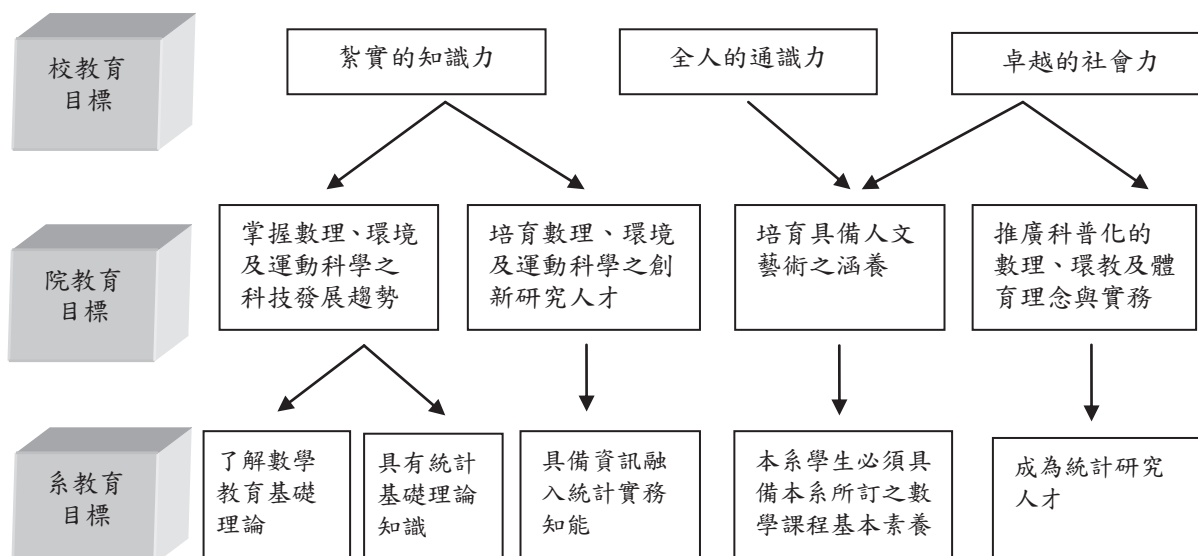 校教育
目標
紮實的知識力
全人的通識力
卓越的社會力
院教育
目標
掌握數理、環境
及運動科學之
科技發展趨勢
培育數理、環境
及運動科學之創
新研究人才
培育具備人文
藝術之涵養
推廣科普化的
數理、環教及體
育理念與實務
系教育
目標
了解數學
教育基礎
理論
具有統計
基礎理論
知識
具備資訊融
入統計實務
知能
本系學生必須具
備本系所訂之數
學課程基本素養
成為統計研究
人才